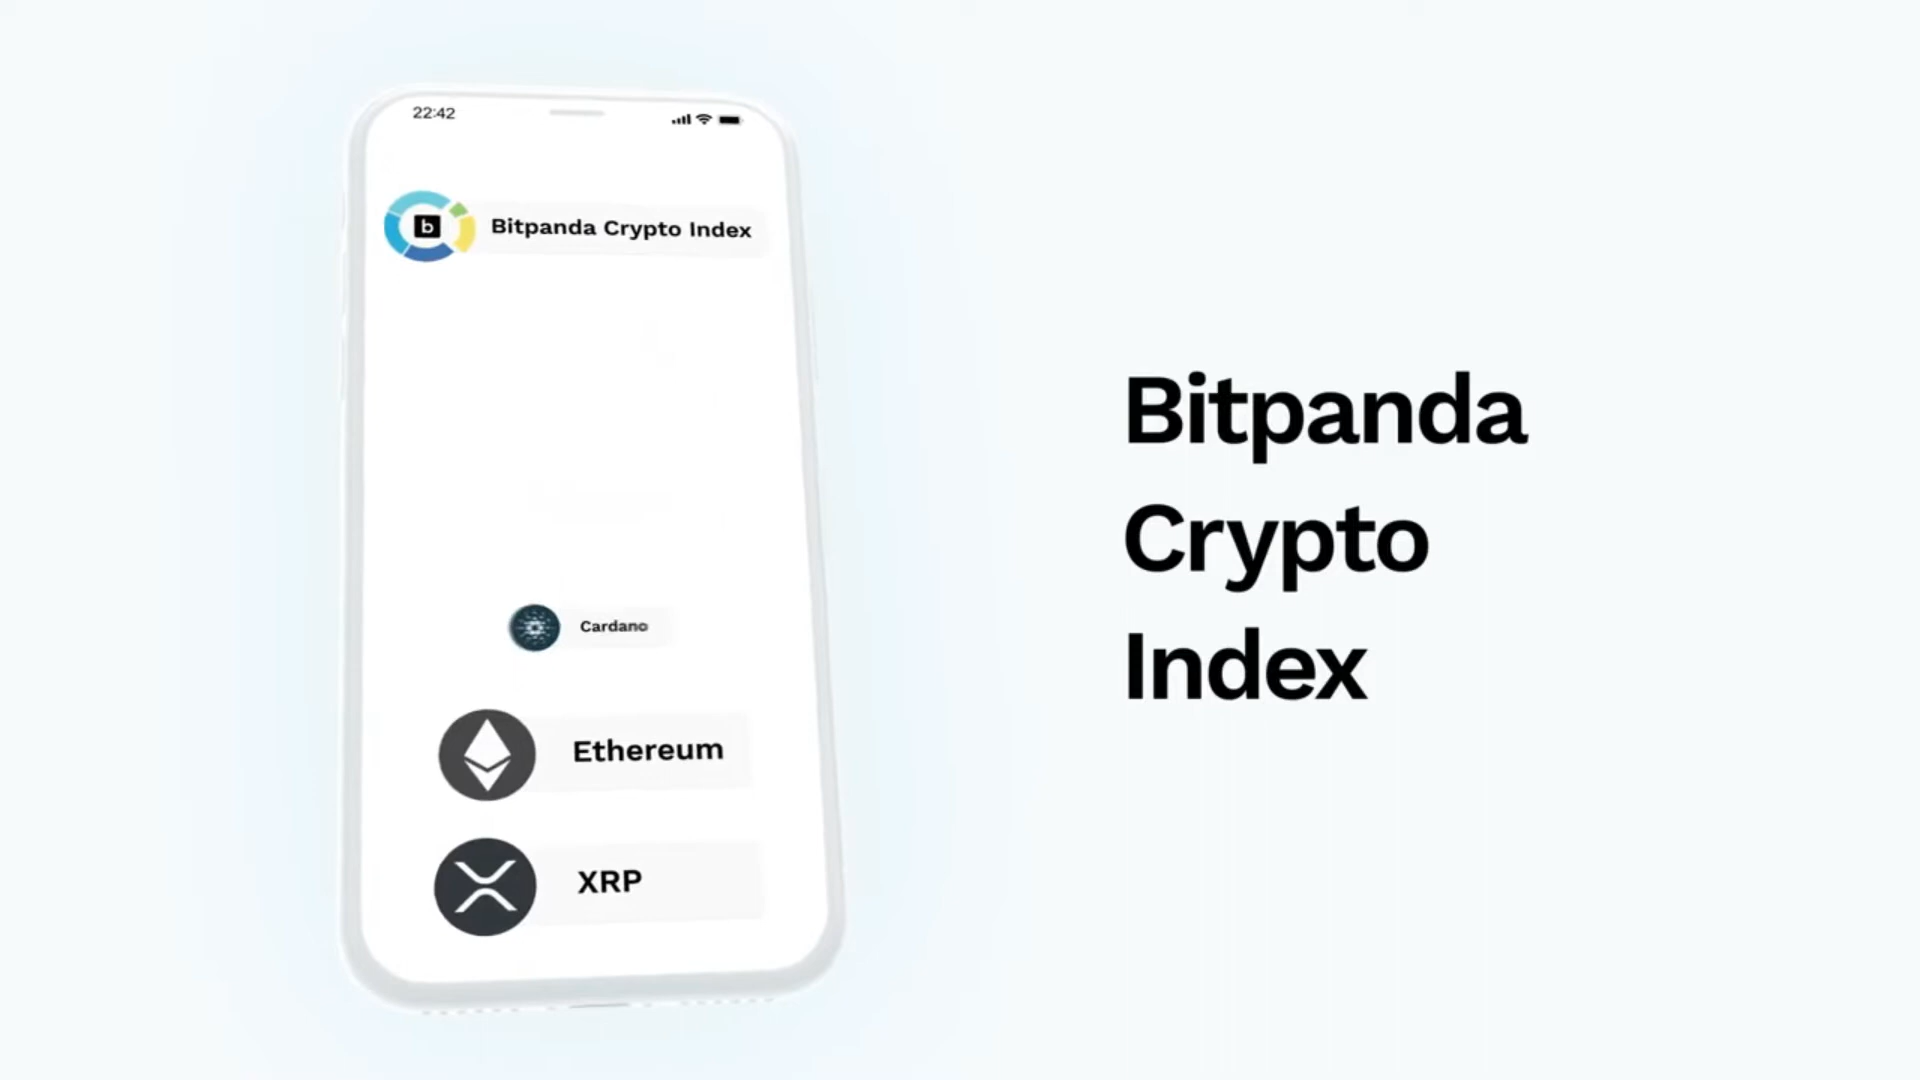 22:42
b
Bitpanda Crypto Index
Cardano
Ethereum
XRP
Bitpanda
Crypto
Index